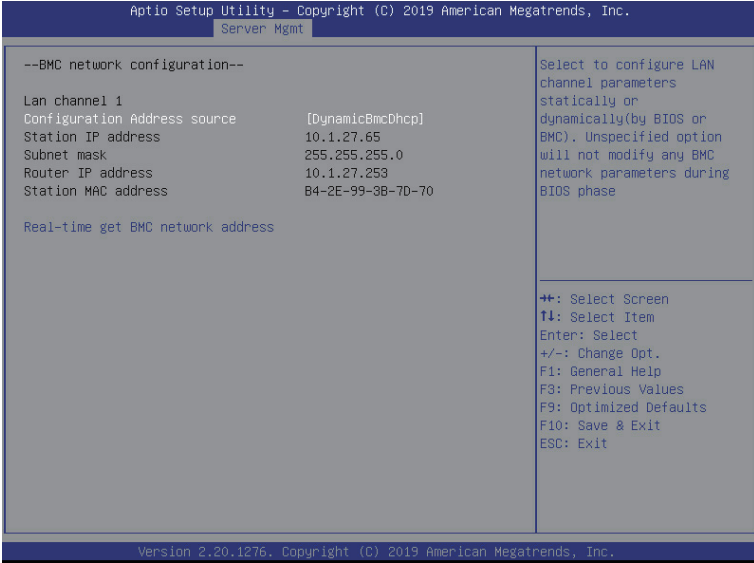 Aptio Setup Utility – Copyright (C) 2019 American Megatrends, Inc.
Server Mgmt
--BMC network configuration--
Lan channel 1
Configuration Address source [DynamicBmcDhcp]
Station IP address 10.1.27.65
Subnet mask 255.255.255.0
Router IP address 10.1.27.253
Station MAC address B4-2E-99-3B-7D-70
Real-time get BMC network address
Select to configure LAN
channel parameters
statically or
dynamically(by BIOS or
BMC). Unspecified option
will not modify any BMC
network parameters during
BIOS phase
→←: Select Screen
↑↓: Select Item
Enter: Select
+/-: Change Opt.
F1: General Help
F3: Previous Values
F9: Optimized Defaults
F10: Save & Exit
ESC: Exit
Version 2.20.1276. Copyright (C) 2019 American Megatrends, Inc.